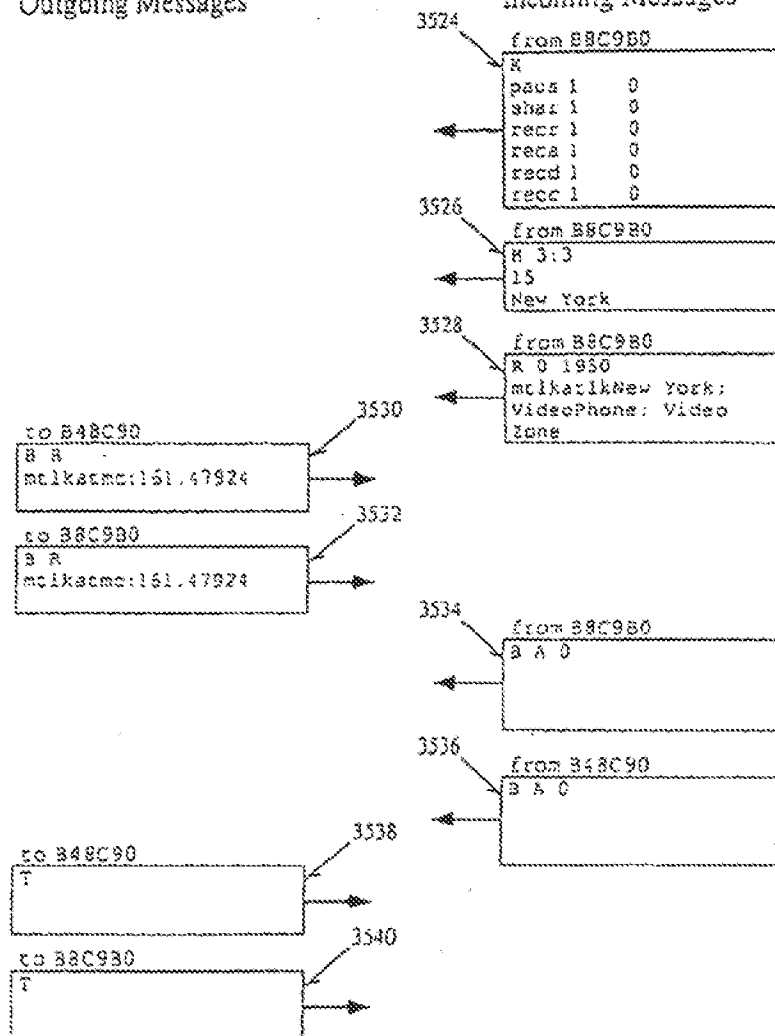 Outgoing Messages
Incoming Messages
3524
from B8C9B0
K
paus 1 0
shar 1 0
recr 1 0
reca 1 0
recd 1 0
recc 1 0
3526
from B8C9B0
M 3:3
15
New York
3528
from B8C9B0
R 0 1950
mtlkatlkNew York:
VideoPhone: Video
Zone
3530
to B48C90
B R
mtlkatmc:161.47924
3532
to B8C9B0
B R
mtlkatmc:161.47924
3534
from B8C9B0
B A 0
3536
from B48C90
B A 0
3538
to B48C90
T
3540
to B8C9B0
T